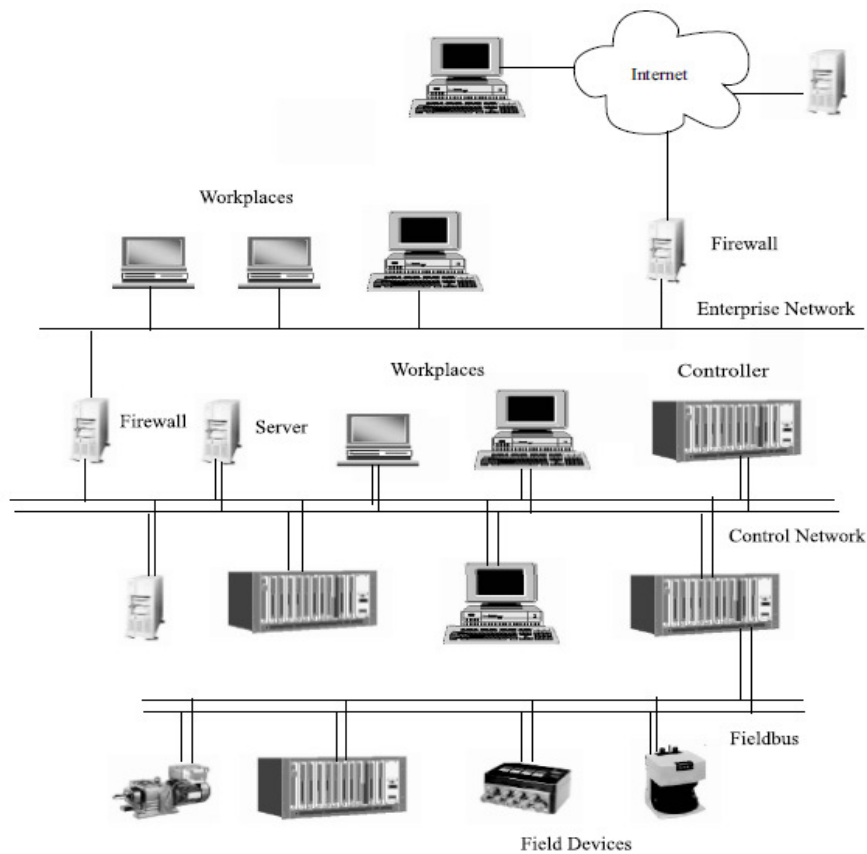 Internet
Workplaces
Firewall
Enterprise Network
Workplaces
Controller
Firewall
Server
Control Network
Fieldbus
Field Devices